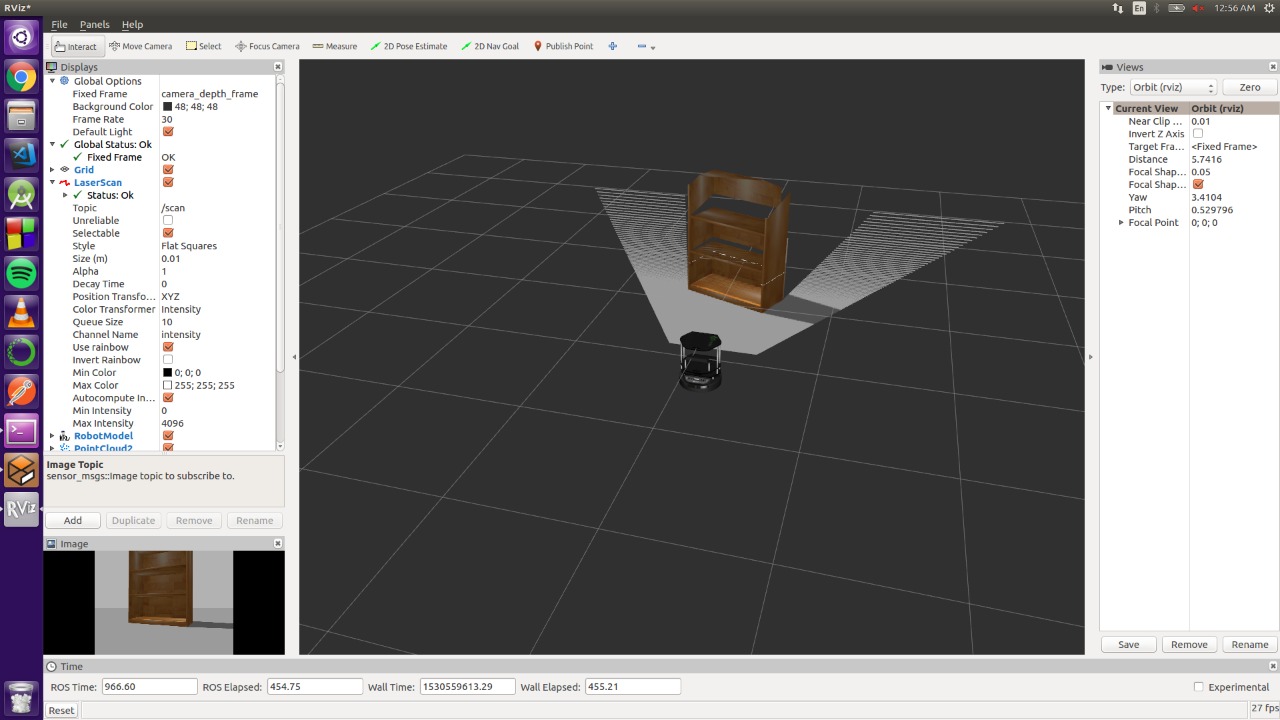 RViz*
En
12:56 AM
File Panels Help
Interact Move Camera Select Focus Camera Measure 2D Pose Estimate 2D Nav Goal Publish Point
Displays
Global Options
Fixed Frame camera_depth_frame
Background Color 48; 48; 48
Frame Rate 30
Default Light
Global Status: Ok
Fixed Frame OK
Grid
LaserScan
Status: Ok
Topic /scan
Unreliable
Selectable
Style Flat Squares
Size (m) 0.01
Alpha 1
Decay Time 0
Position Transfo... XYZ
Color Transformer Intensity
Queue Size 10
Channel Name intensity
Use rainbow
Invert Rainbow
Min Color 0; 0; 0
Max Color 255; 255; 255
Autocompute In...
Min Intensity 0
Max Intensity 4096
RobotModel
PointCloud2
Image Topic
sensor_msgs::Image topic to subscribe to.
Add Duplicate Remove Rename
Image
Views
Type: Orbit (rviz) Zero
Current View Orbit (rviz)
Near Clip ... 0.01
Invert Z Axis
Target Fra... <Fixed Frame>
Distance 5.7416
Focal Shap... 0.05
Focal Shap...
Yaw 3.4104
Pitch 0.529796
Focal Point 0; 0; 0
Save Remove Rename
Time
ROS Time: 966.60 ROS Elapsed: 454.75 Wall Time: 1530559613.29 Wall Elapsed: 455.21 Experimental
Reset 27 fps
RViz